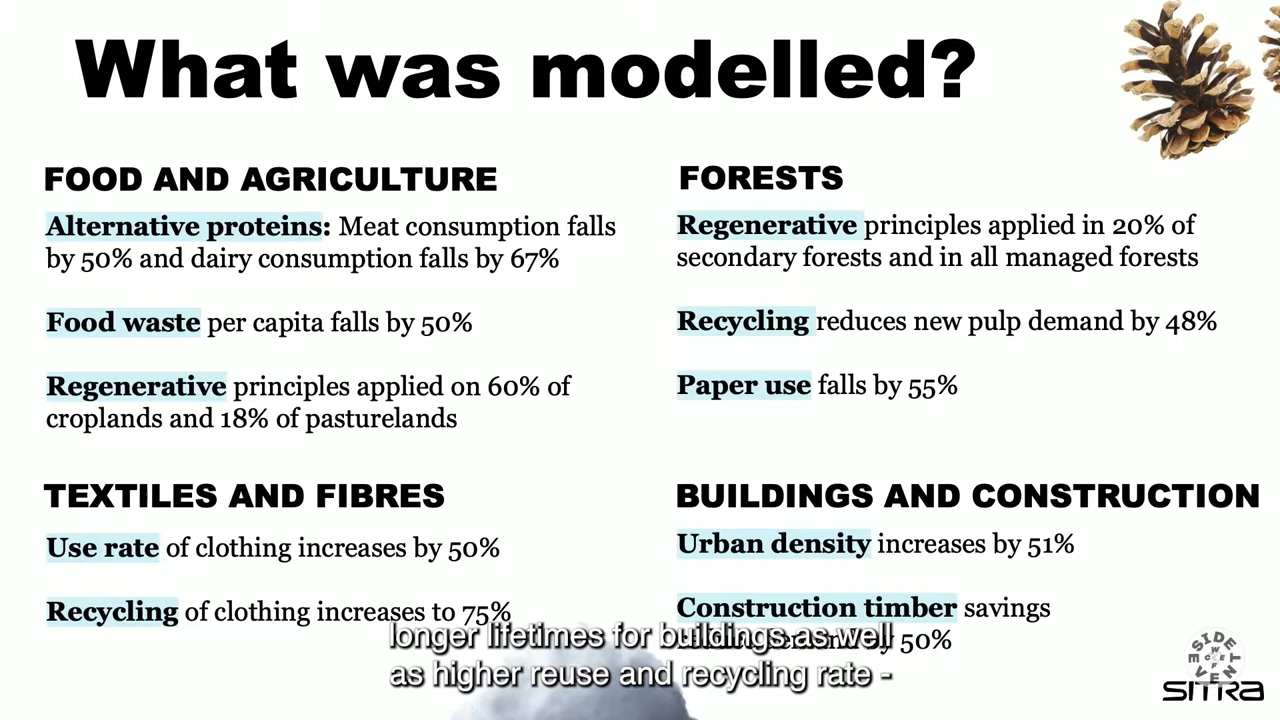 What was modelled?
FOOD AND AGRICULTURE
Alternative proteins: Meat consumption falls
by 50% and dairy consumption falls by 67%
Food waste per capita falls by 50%
Regenerative principles applied on 60% of
croplands and 18% of pasturelands
FORESTS
Regenerative principles applied in 20% of
secondary forests and in all managed forests
Recycling reduces new pulp demand by 48%
Paper use falls by 55%
TEXTILES AND FIBRES
Use rate of clothing increases by 50%
Recycling of clothing increases to 75%
BUILDINGS AND CONSTRUCTION
Urban density increases by 51%
Construction timber savings
demand by 50%
longer lifetimes for buildings as well
as higher reuse and recycling rate -
SIDE EVENT
WCEF
SITRA